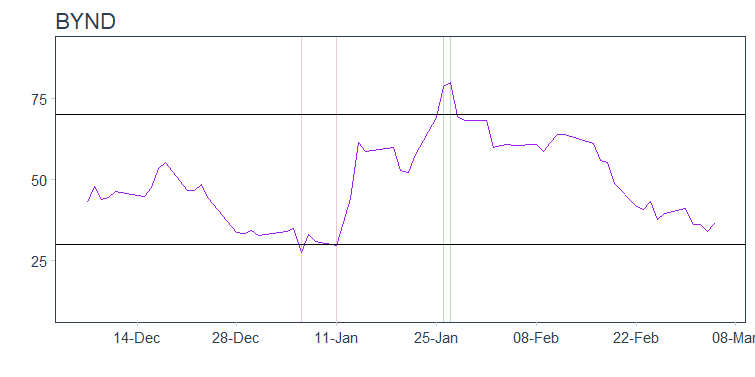 BYND
75
50
25
14-Dec
28-Dec
11-Jan
25-Jan
08-Feb
22-Feb
08-Mar